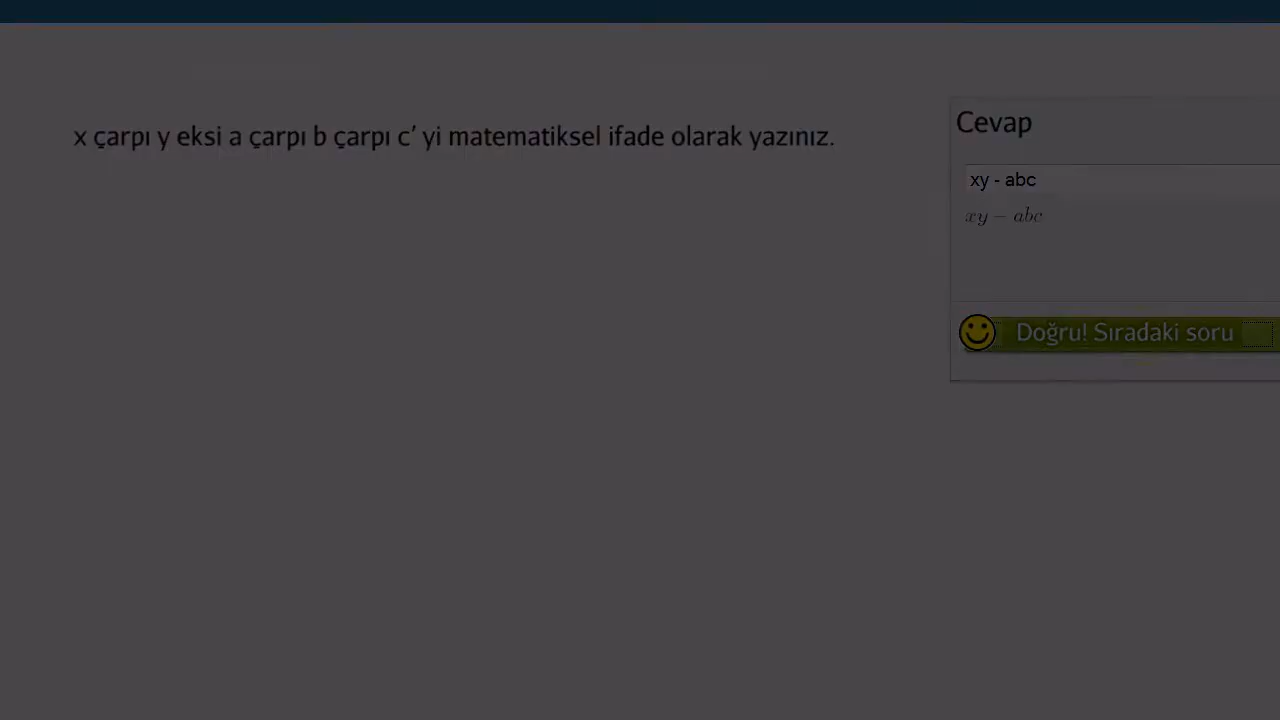 x çarpı y eksi a çarpı b çarpı c’ yi matematiksel ifade olarak yazınız.
Cevap
xy - abc
xy − abc
Doğru! Sıradaki soru